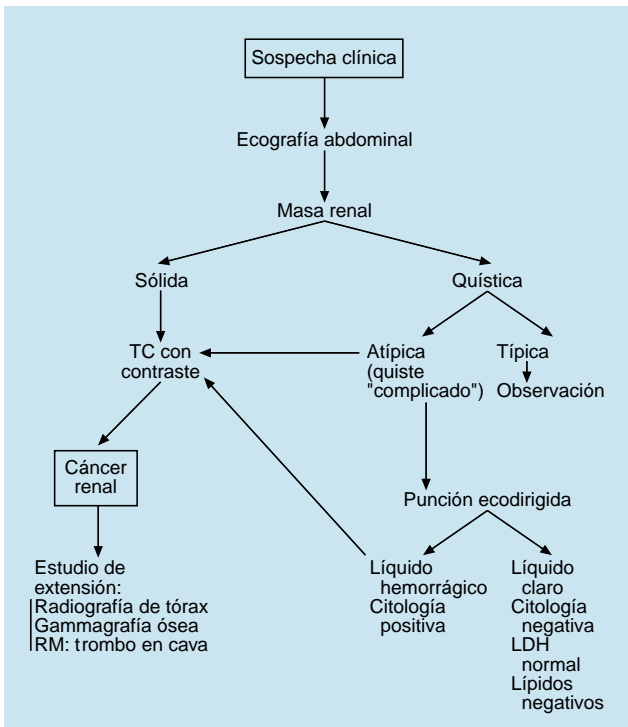 Sospecha clínica
Ecografía abdominal
Masa renal
Sólida
Quística
TC con
contraste
Atípica
(quiste
"complicado")
Típica
Observación
Cáncer
renal
Punción ecodirigida
Estudio de
extensión:
Radiografía de tórax
Gammagrafía ósea
RM: trombo en cava
Líquido
hemorrágico
Citología
positiva
Líquido
claro
Citología
negativa
LDH
normal
Lípidos
negativos